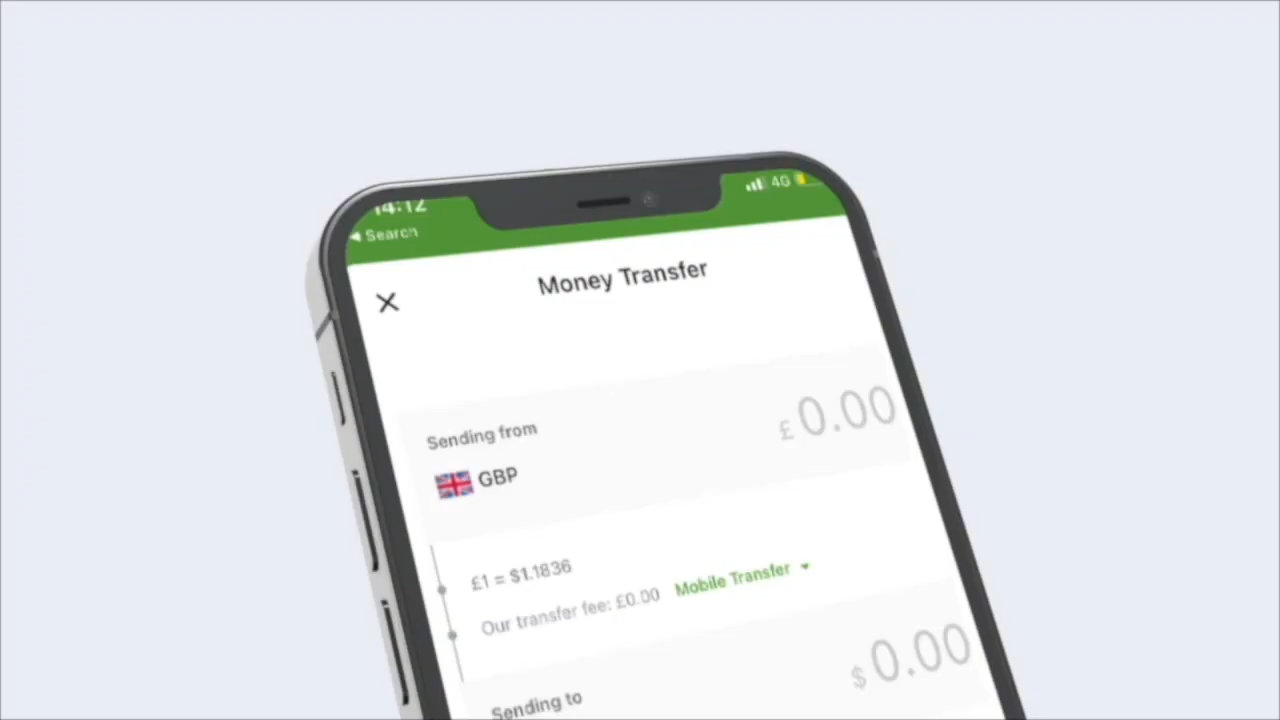 14:12
4G
◀ Search
Money Transfer
£ 0.00
Sending from
GBP
£1 = $1.1836
Our transfer fee: £0.00 Mobile Transfer
$ 0.00
Sending to